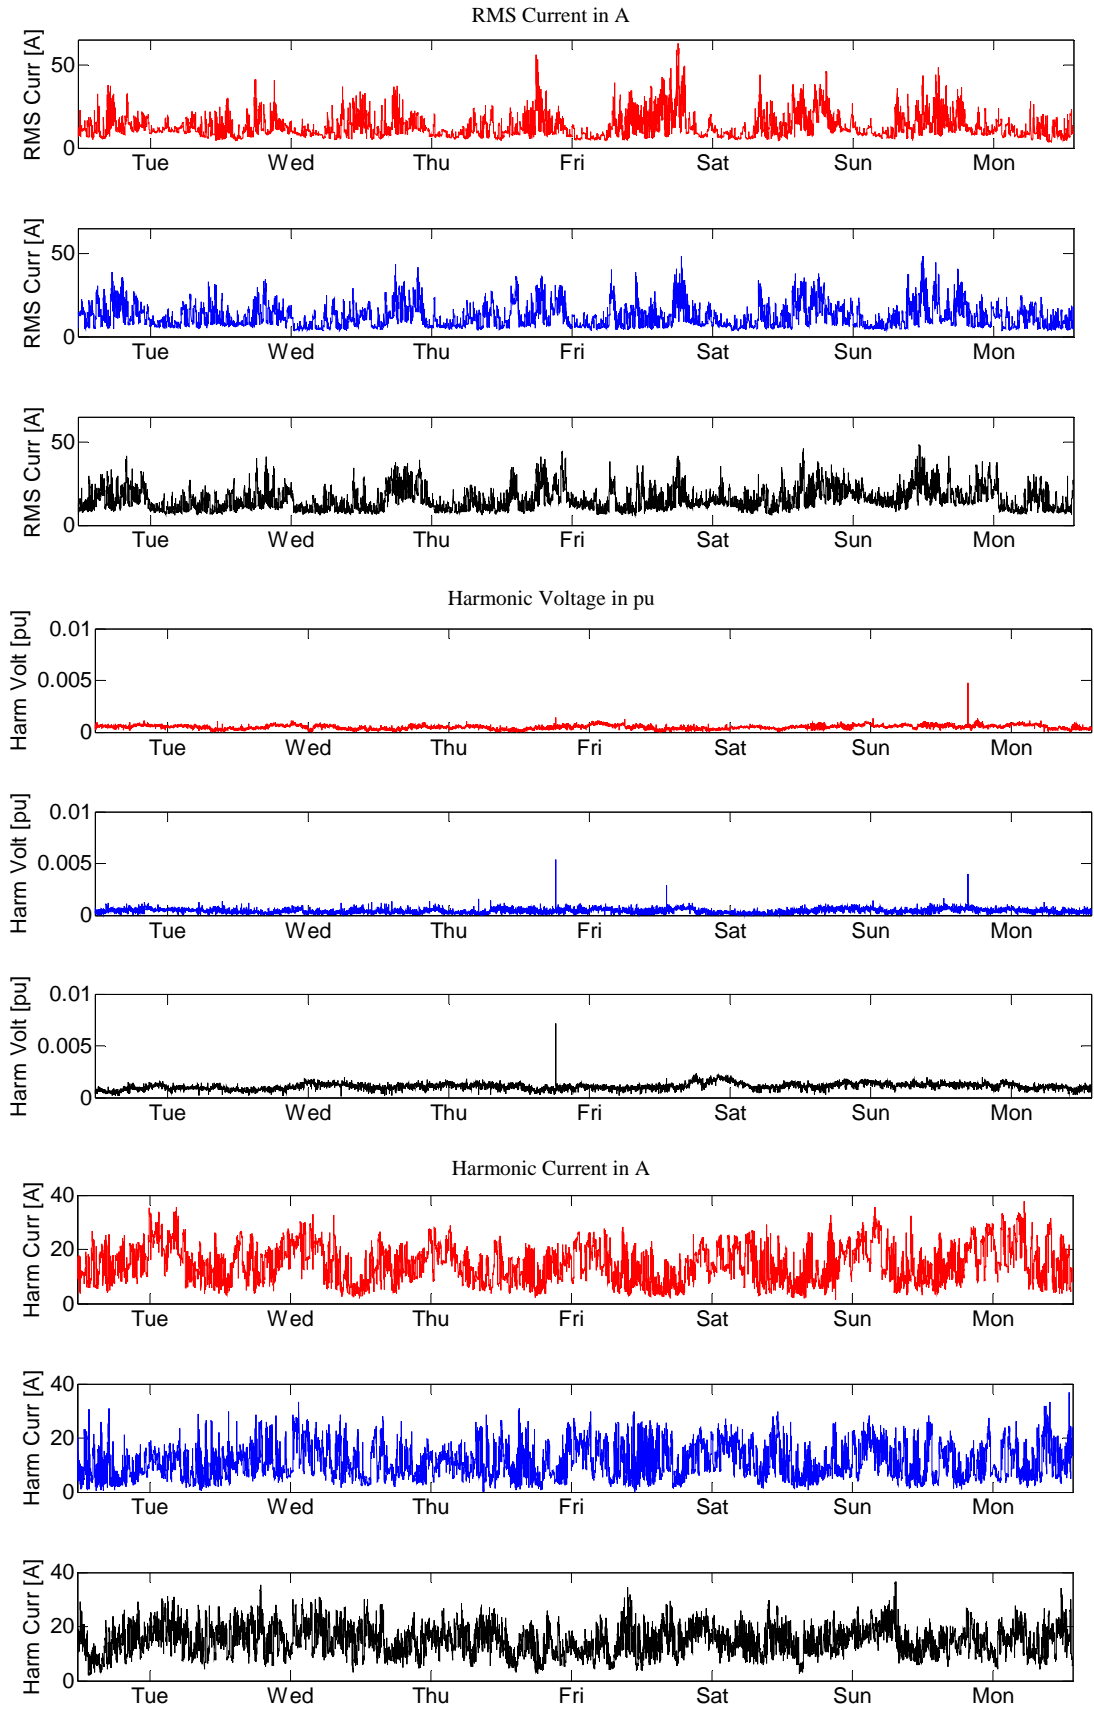 RMS Current in A
RMS Curr [A]
50
0
Tue Wed Thu Fri Sat Sun Mon
RMS Curr [A]
50
0
Tue Wed Thu Fri Sat Sun Mon
RMS Curr [A]
50
0
Tue Wed Thu Fri Sat Sun Mon
Harmonic Voltage in pu
Harm Volt [pu]
0.01
0.005
0
Tue Wed Thu Fri Sat Sun Mon
Harm Volt [pu]
0.01
0.005
0
Tue Wed Thu Fri Sat Sun Mon
Harm Volt [pu]
0.01
0.005
0
Tue Wed Thu Fri Sat Sun Mon
Harmonic Current in A
Harm Curr [A]
40
20
0
Tue Wed Thu Fri Sat Sun Mon
Harm Curr [A]
40
20
0
Tue Wed Thu Fri Sat Sun Mon
Harm Curr [A]
40
20
0
Tue Wed Thu Fri Sat Sun Mon